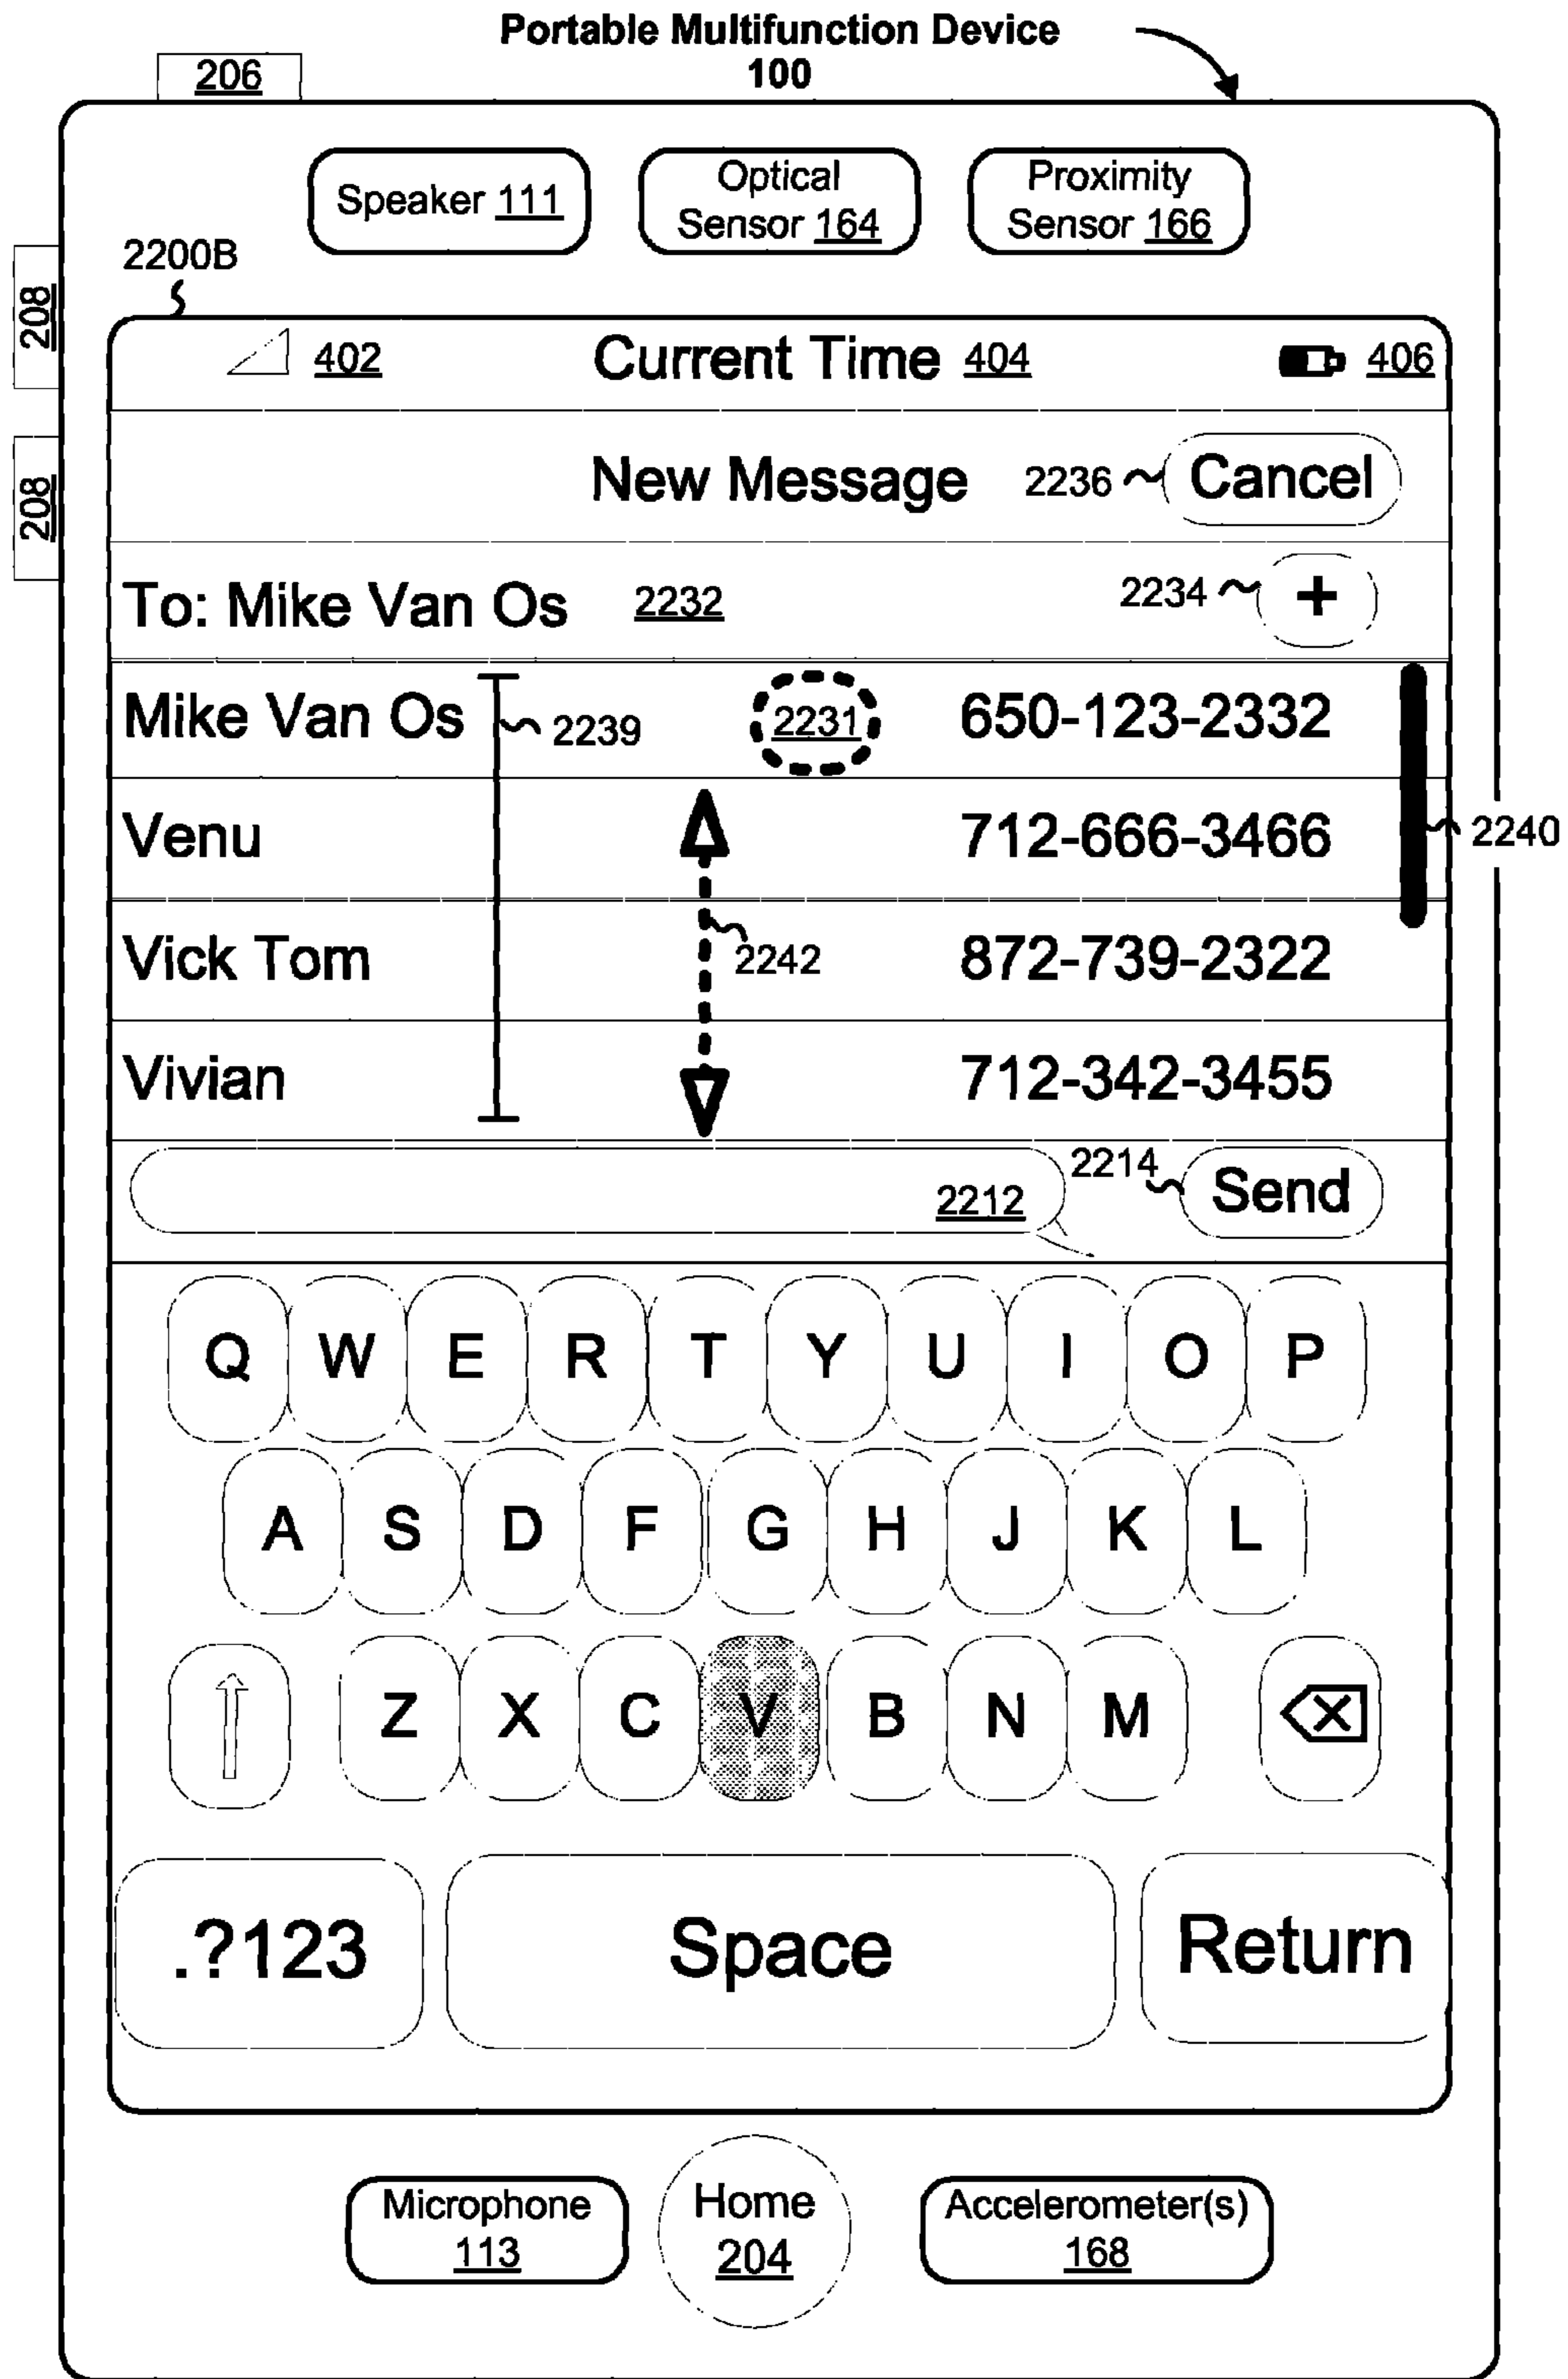 Portable Multifunction Device
100
206
Speaker 111
Optical
Sensor 164
Proximity
Sensor 166
2200B
208
208
402 Current Time 404 406
New Message 2236 Cancel
To: Mike Van Os 2232 2234 +
Mike Van Os 2239 2231 650-123-2332
Venu 712-666-3466 2240
Vick Tom 2242 872-739-2322
Vivian 712-342-3455
2212 2214 Send
Q W E R T Y U I O P
A S D F G H J K L
Z X C V B N M
.?123 Space Return
Microphone
113
Home
204
Accelerometer(s)
168